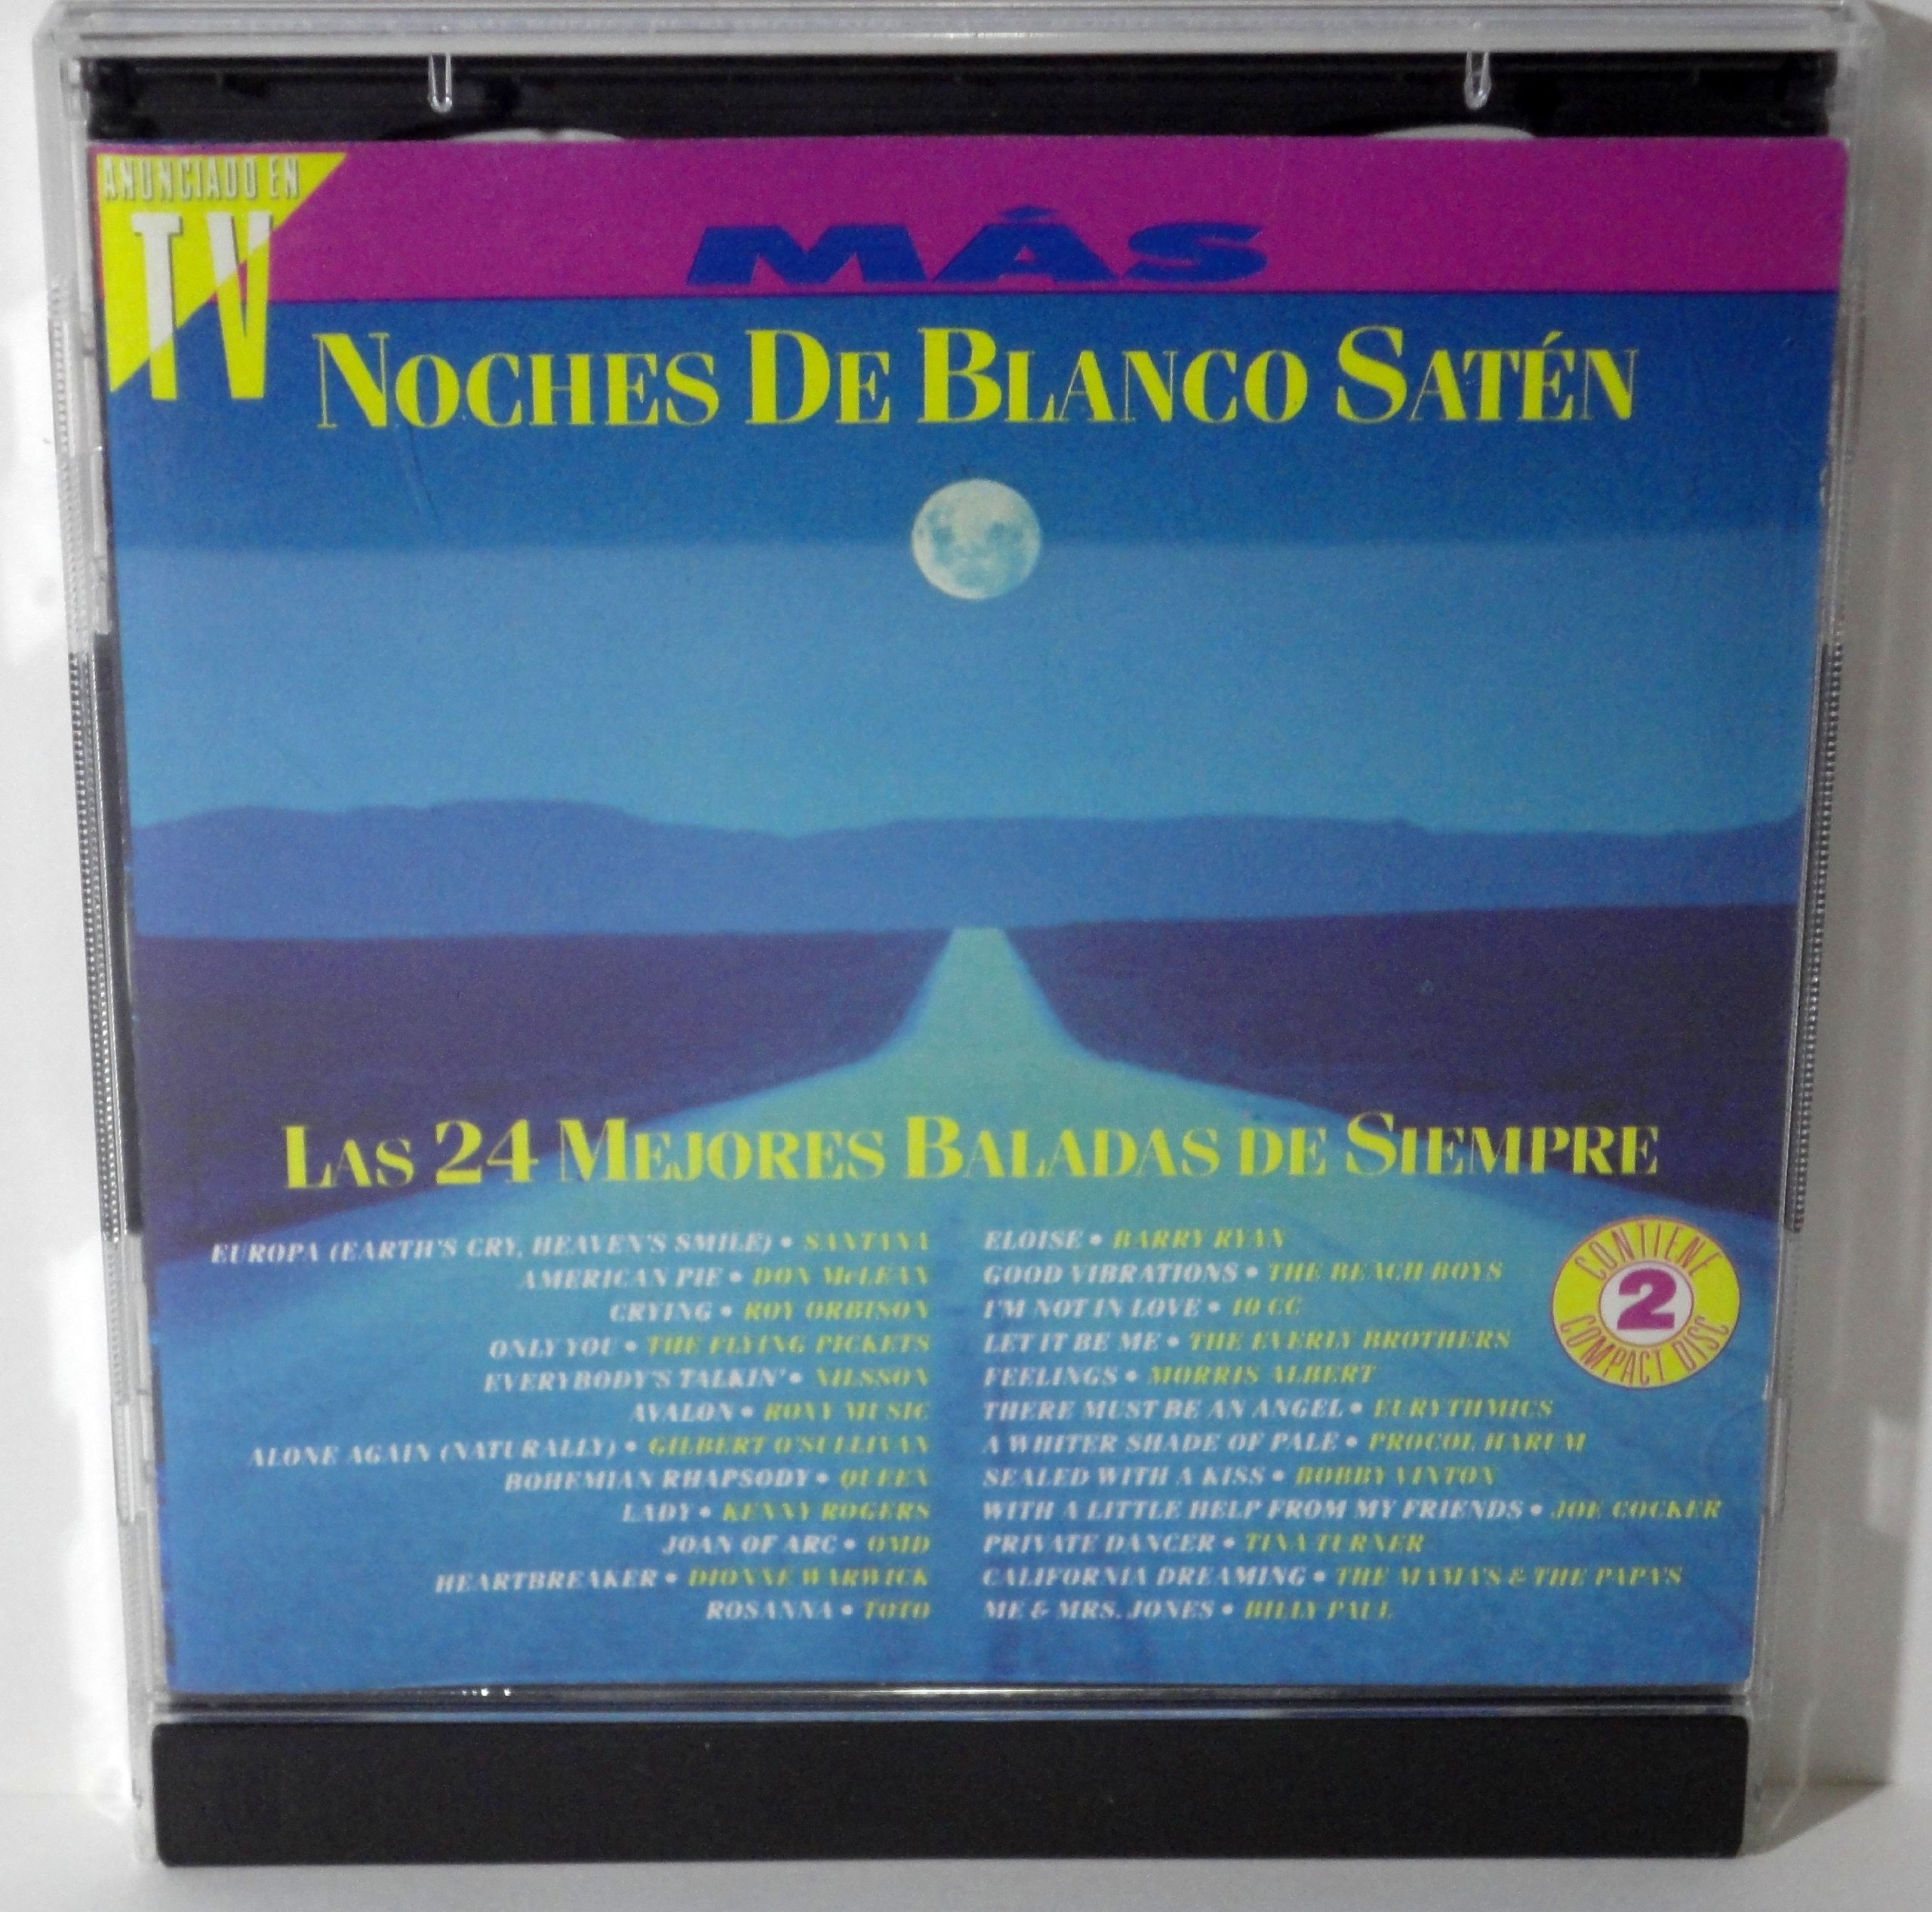 ANUNCIADO EN
TV
MÁS
NOCHES DE BLANCO SATÉN
LAS 24 MEJORES BALADAS DE SIEMPRE
EUROPA (EARTH'S CRY, HEAVEN'S SMILE) • SANTANA
AMERICAN PIE • DON McLEAN
CRYING • ROY ORBISON
ONLY YOU • THE FLYING PICKETS
EVERYBODY'S TALKIN' • NILSSON
AVALON • ROXY MUSIC
ALONE AGAIN (NATURALLY) • GILBERT O'SULLIVAN
BOHEMIAN RHAPSODY • QUEEN
LADY • KENNY ROGERS
JOAN OF ARC • OMD
HEARTBREAKER • DIONNE WARWICK
ROSANNA • TOTO
ELOISE • BARRY RYAN
GOOD VIBRATIONS • THE BEACH BOYS
I'M NOT IN LOVE • 10 CC
LET IT BE ME • THE EVERLY BROTHERS
FEELINGS • MORRIS ALBERT
THERE MUST BE AN ANGEL • EURYTHMICS
A WHITER SHADE OF PALE • PROCOL HARUM
SEALED WITH A KISS • BOBBY VINTON
WITH A LITTLE HELP FROM MY FRIENDS • JOE COCKER
PRIVATE DANCER • TINA TURNER
CALIFORNIA DREAMING • THE MAMA'S & THE PAPA'S
ME & MRS. JONES • BILLY PAUL
CONTIENE
2
COMPACT DISC